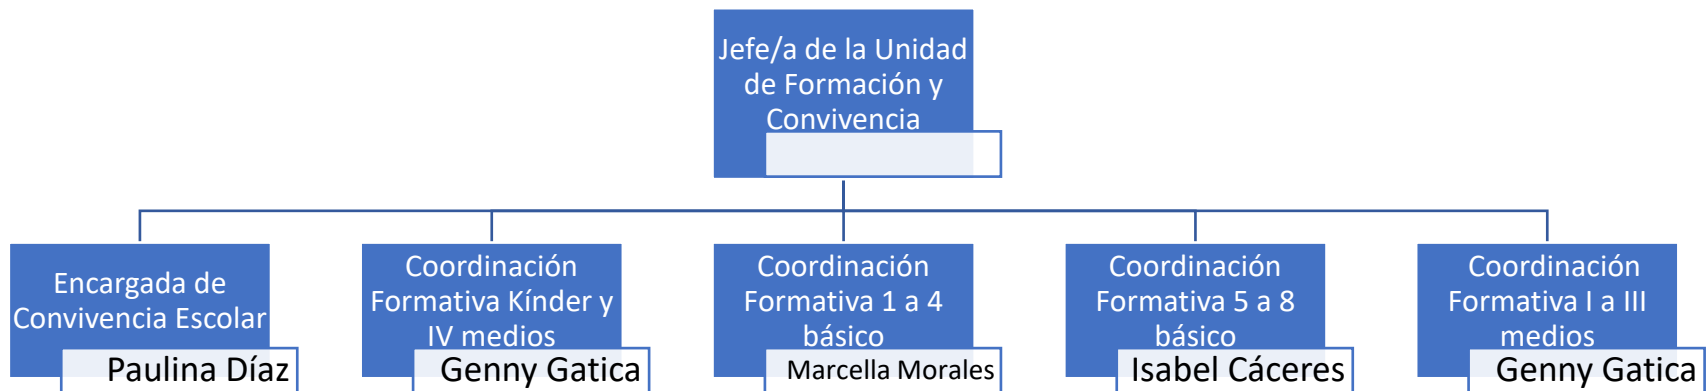 Jefe/a de la Unidad
de Formación y
Convivencia
Encargada de
Convivencia Escolar
Paulina Díaz
Coordinación
Formativa Kínder y
IV medios
Genny Gatica
Coordinación
Formativa 1 a 4
básico
Marcella Morales
Coordinación
Formativa 5 a 8
básico
Isabel Cáceres
Coordinación
Formativa I a III
medios
Genny Gatica